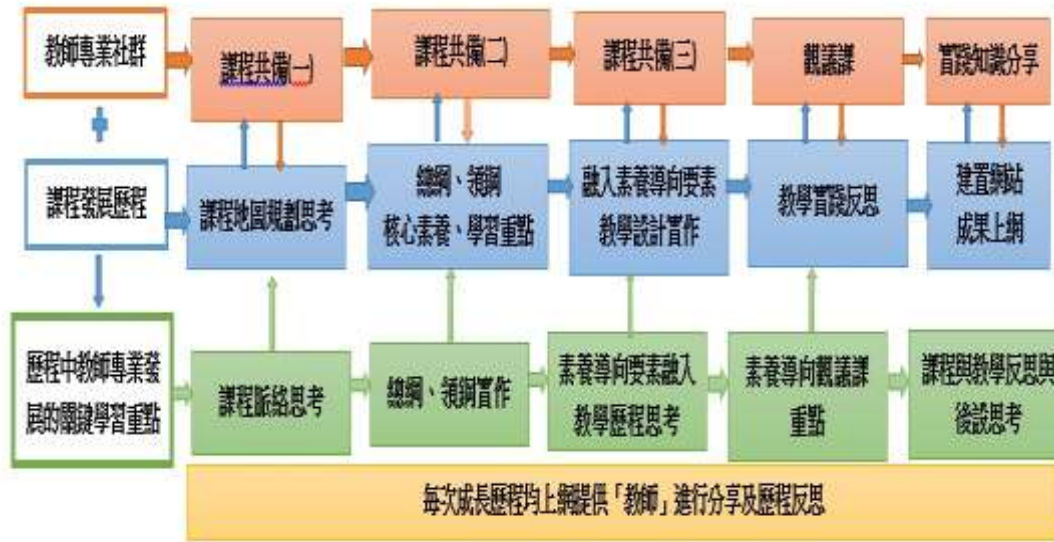 教師專業社群
課程共備(一)
課程共備(二)
課程共備(三)
觀議課
實踐知識分享
課程發展歷程
課程地圖規劃思考
總綱、領綱
核心素養、學習重點
融入素養導向要素
教學設計實作
教學實踐反思
建置網站
成果上網
歷程中教師專業發
展的關鍵學習重點
課程脈絡思考
總綱、領綱實作
素養導向要素融入
教學歷程思考
素養導向觀議課
重點
課程與教學反思與
後設思考
每次成長歷程均上網提供「教師」進行分享及歷程反思